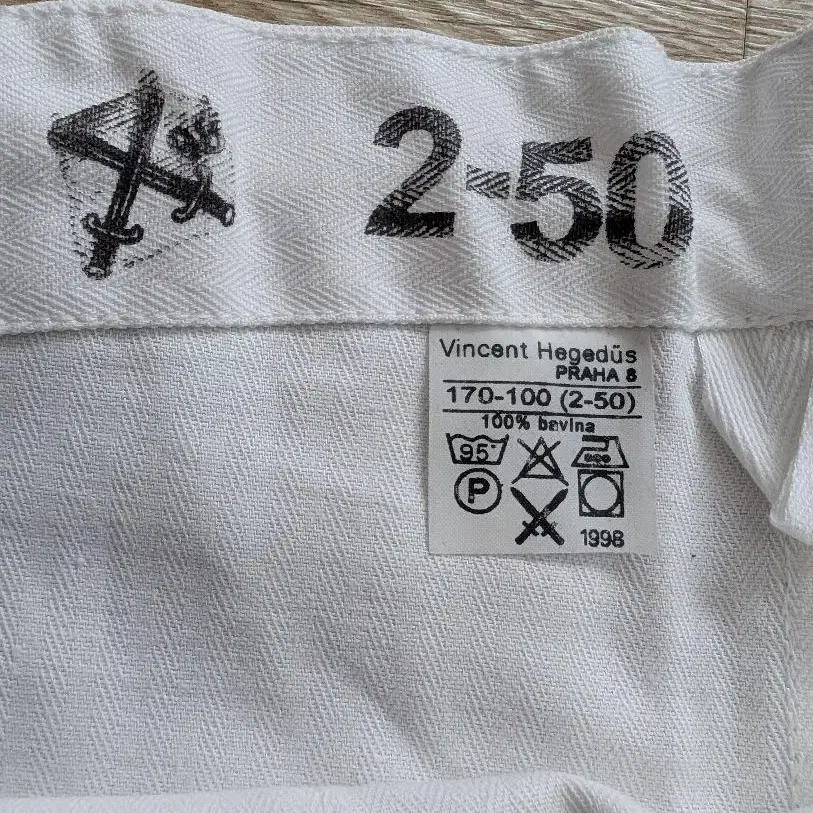 2-50
Vincent Hegedűs
PRAHA 8
170-100 (2-50)
100% bavlna
95°
P
1998